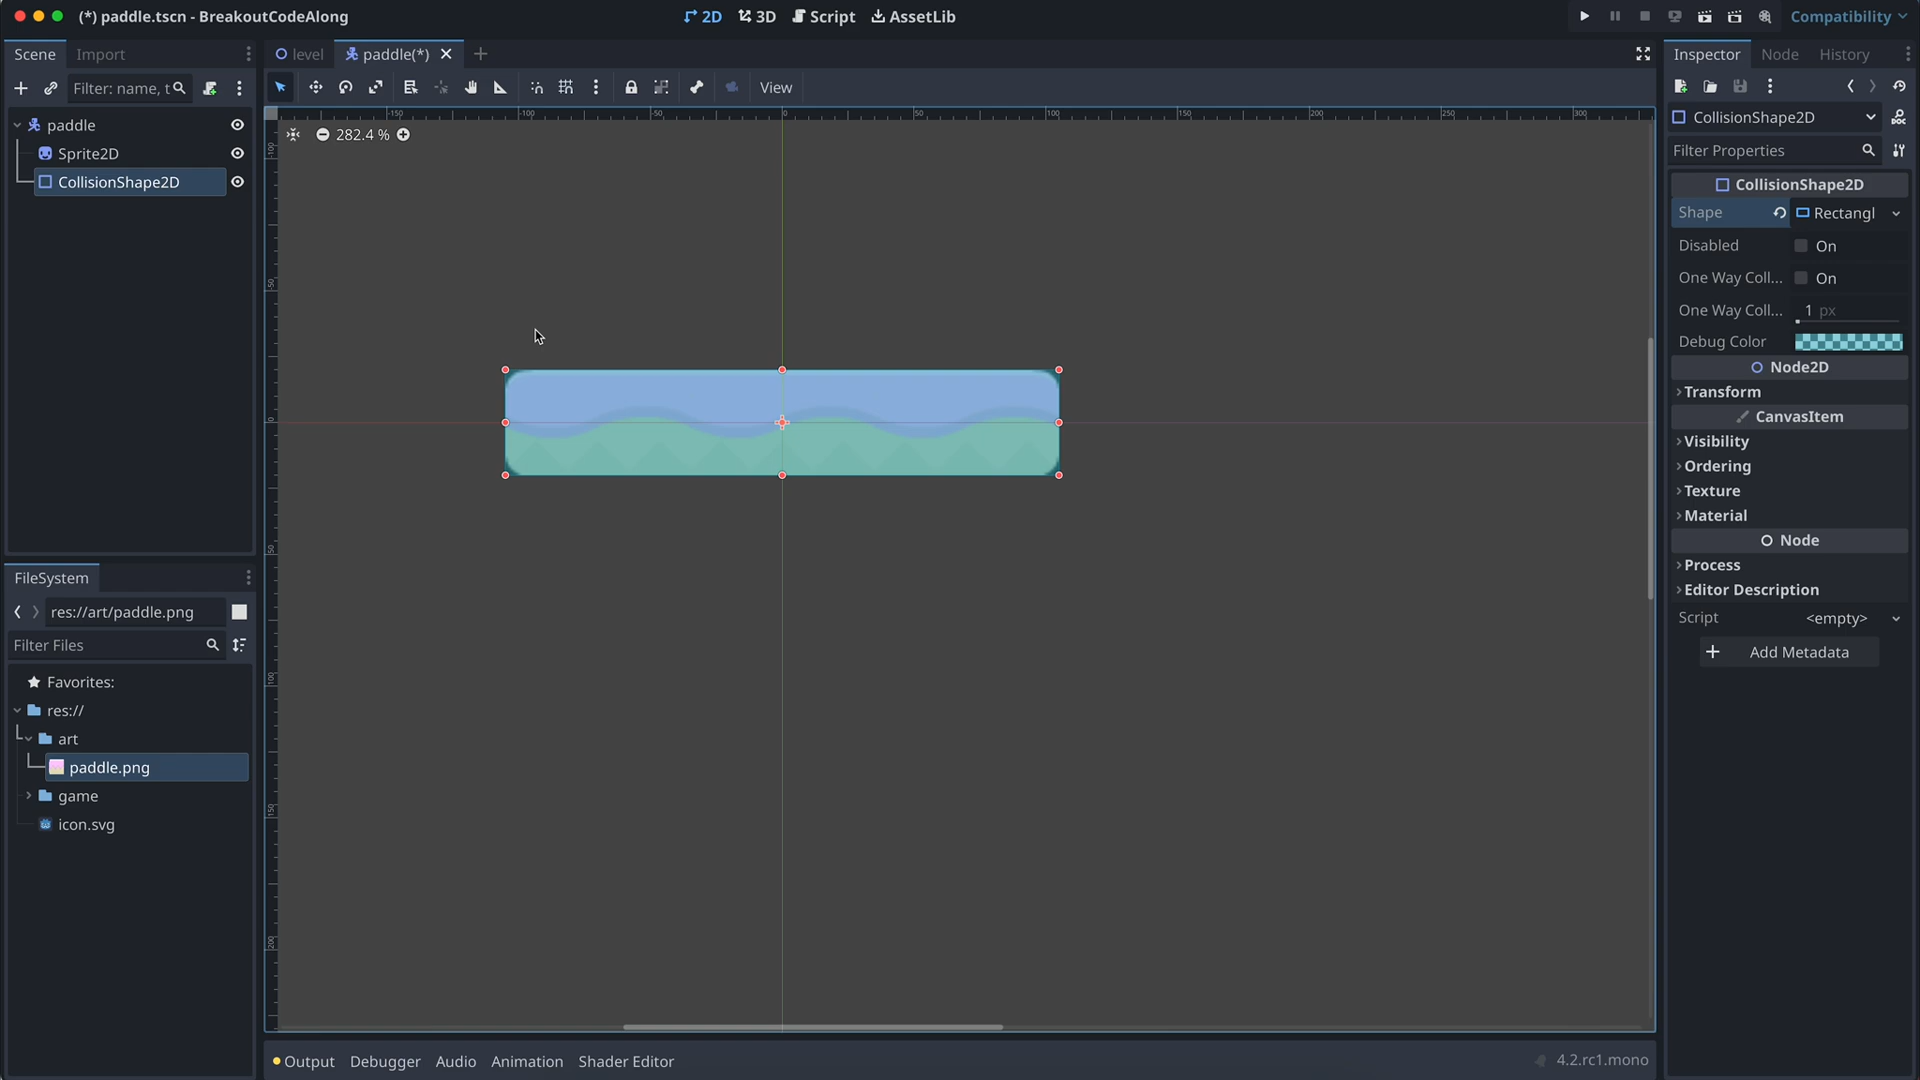 (*) paddle.tscn - BreakoutCodeAlong
2D 3D Script AssetLib
Compatibility
Scene Import
level paddle(*)
Inspector Node History
Filter: name, t
View
CollisionShape2D
paddle
282.4 %
Filter Properties
Sprite2D
CollisionShape2D
CollisionShape2D
Shape Rectangl
Disabled On
One Way Coll... On
One Way Coll... 1 px
Debug Color
Node2D
Transform
CanvasItem
Visibility
Ordering
Texture
Material
Node
Process
Editor Description
Script <empty>
Add Metadata
FileSystem
res://art/paddle.png
Filter Files
Favorites:
res://
art
paddle.png
game
icon.svg
Output Debugger Audio Animation Shader Editor
4.2.rc1.mono